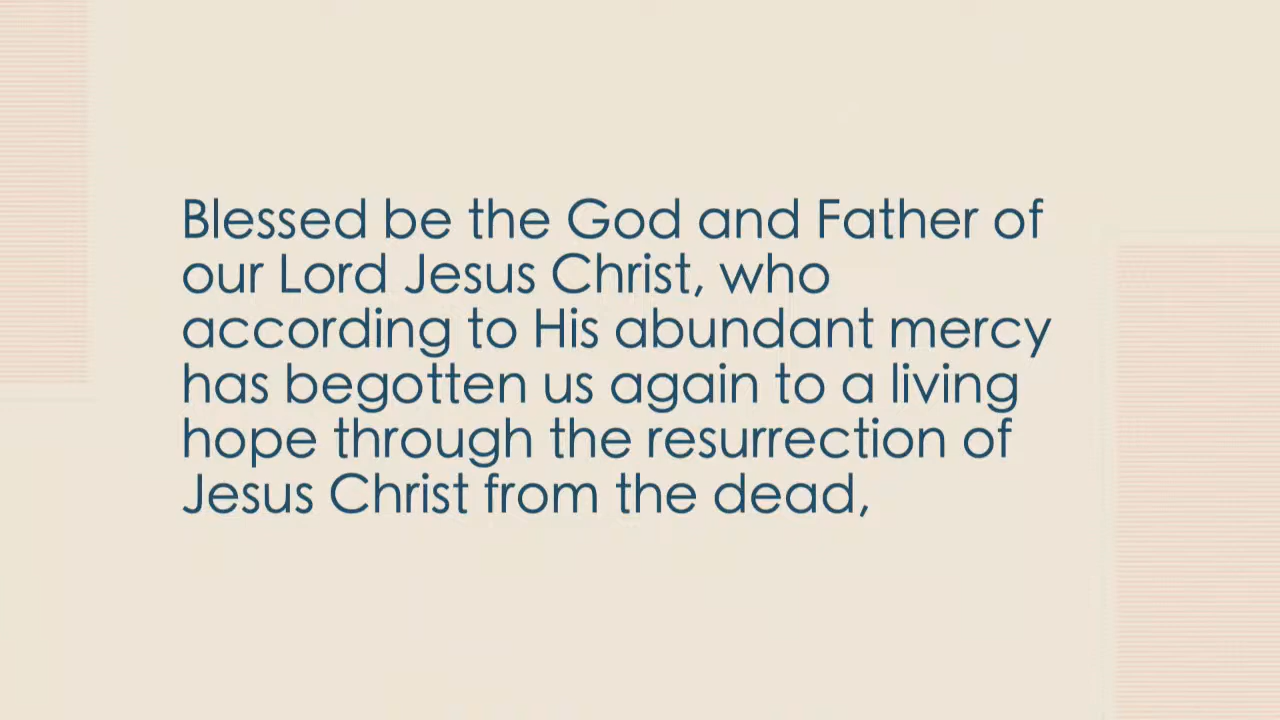 Blessed be the God and Father of
our Lord Jesus Christ, who
according to His abundant mercy
has begotten us again to a living
hope through the resurrection of
Jesus Christ from the dead,